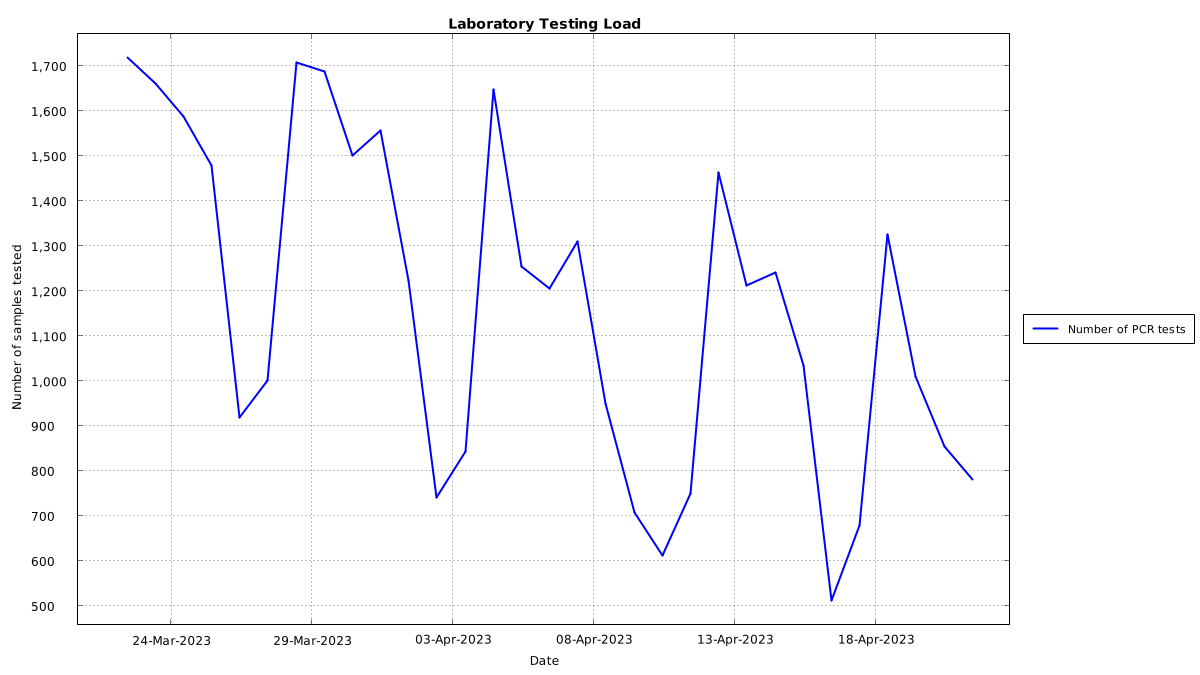 Laboratory Testing Load
Number of samples tested
1,700
1,600
1,500
1,400
1,300
1,200
1,100
1,000
900
800
700
600
500
24-Mar-2023 29-Mar-2023 03-Apr-2023 08-Apr-2023 13-Apr-2023 18-Apr-2023
Date
Number of PCR tests